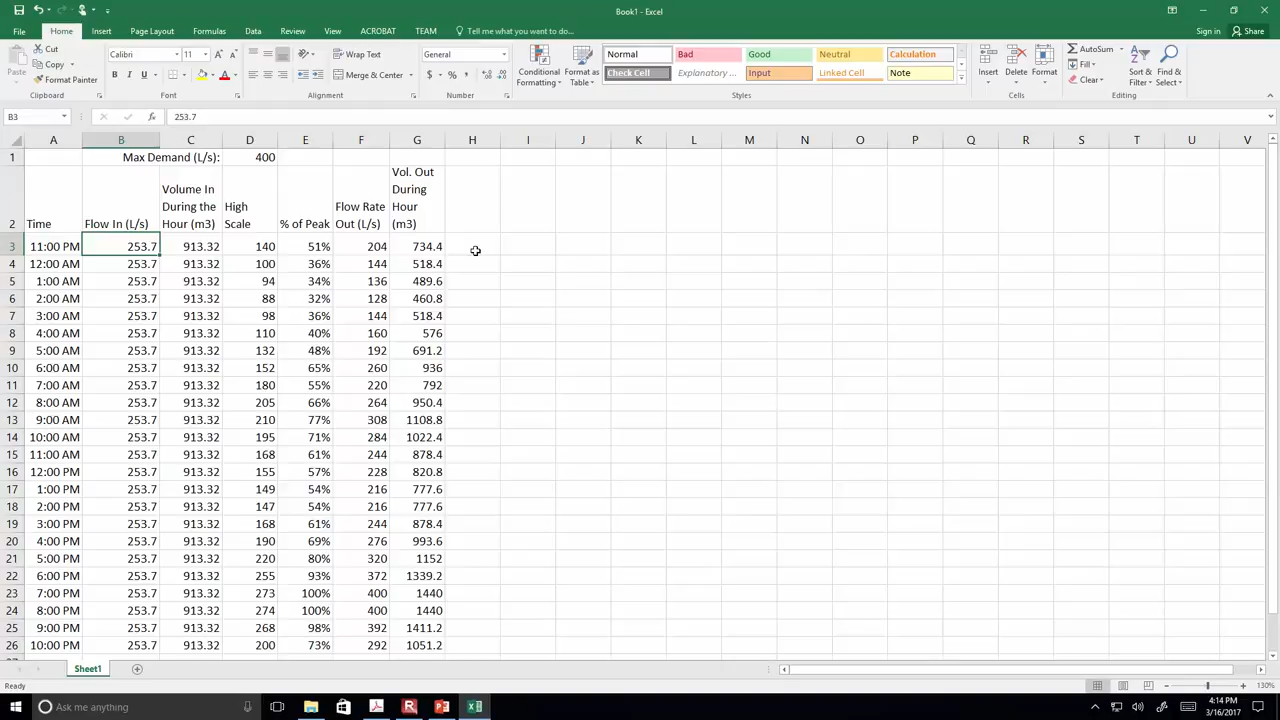 Book1 - Excel
File Home Insert Page Layout Formulas Data Review View ACROBAT TEAM Tell me what you want to do... Sign in Share
Cut
Copy
Format Painter
Paste
Clipboard
Calibri 11
B I U
Font
Wrap Text
Merge & Center
Alignment
General
$ % ,
Number
Conditional Formatting
Format as Table
Normal Bad Good Neutral Calculation
Check Cell Explanatory ... Input Linked Cell Note
Styles
Insert Delete Format
Cells
AutoSum
Fill
Clear
Sort & Filter
Find & Select
Editing
B3 fx 253.7
A B C D E F G H I J K L M N O P Q R S T U V
1 Max Demand (L/s): 400
2 Time Flow In (L/s) Volume In During the Hour (m3) High Scale % of Peak Flow Rate Out (L/s) Vol. Out During Hour (m3)
3 11:00 PM 253.7 913.32 140 51% 204 734.4
4 12:00 AM 253.7 913.32 100 36% 144 518.4
5 1:00 AM 253.7 913.32 94 34% 136 489.6
6 2:00 AM 253.7 913.32 88 32% 128 460.8
7 3:00 AM 253.7 913.32 98 36% 144 518.4
8 4:00 AM 253.7 913.32 110 40% 160 576
9 5:00 AM 253.7 913.32 132 48% 192 691.2
10 6:00 AM 253.7 913.32 152 65% 260 936
11 7:00 AM 253.7 913.32 180 55% 220 792
12 8:00 AM 253.7 913.32 205 66% 264 950.4
13 9:00 AM 253.7 913.32 210 77% 308 1108.8
14 10:00 AM 253.7 913.32 195 71% 284 1022.4
15 11:00 AM 253.7 913.32 168 61% 244 878.4
16 12:00 PM 253.7 913.32 155 57% 228 820.8
17 1:00 PM 253.7 913.32 149 54% 216 777.6
18 2:00 PM 253.7 913.32 147 54% 216 777.6
19 3:00 PM 253.7 913.32 168 61% 244 878.4
20 4:00 PM 253.7 913.32 190 69% 276 993.6
21 5:00 PM 253.7 913.32 220 80% 320 1152
22 6:00 PM 253.7 913.32 255 93% 372 1339.2
23 7:00 PM 253.7 913.32 273 100% 400 1440
24 8:00 PM 253.7 913.32 274 100% 400 1440
25 9:00 PM 253.7 913.32 268 98% 392 1411.2
26 10:00 PM 253.7 913.32 200 73% 292 1051.2
Sheet1
Ready 130%
Ask me anything
4:14 PM
3/16/2017